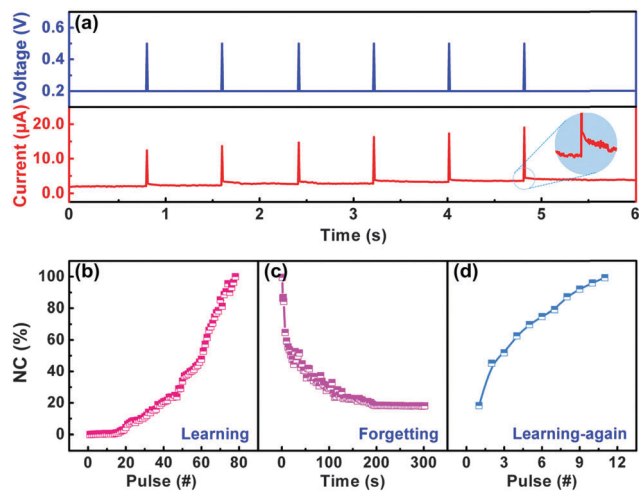 (a)
Voltage (V)
0.6
0.4
0.2
Current (µA)
20.0
10.0
0.0
0 1 2 3 4 5 6
Time (s)
(b) (c) (d)
NC (%)
100
80
60
40
20
0
Learning Forgetting Learning-again
0 20 40 60 80 0 100 200 300 0 3 6 9 12
Pulse (#) Time (s) Pulse (#)